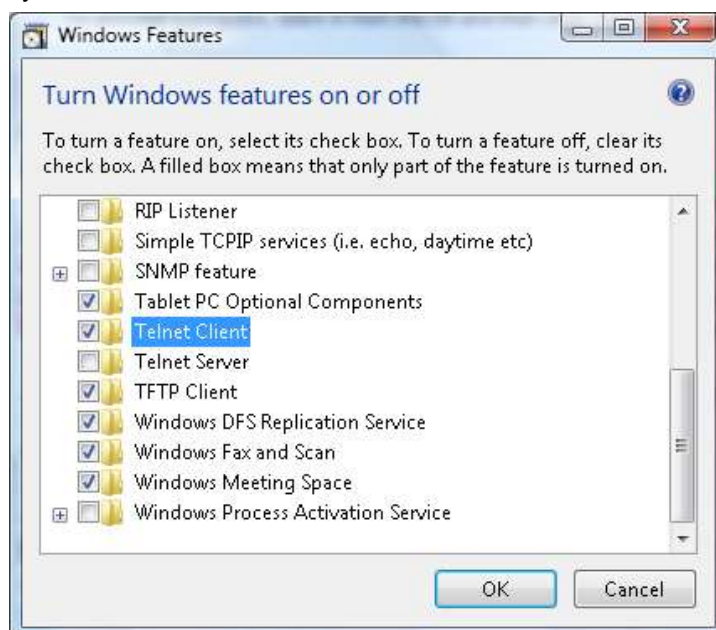 Windows Features
Turn Windows features on or off
To turn a feature on, select its check box. To turn a feature off, clear its
check box. A filled box means that only part of the feature is turned on.
RIP Listener
Simple TCPIP services (i.e. echo, daytime etc)
SNMP feature
Tablet PC Optional Components
Telnet Client
Telnet Server
TFTP Client
Windows DFS Replication Service
Windows Fax and Scan
Windows Meeting Space
Windows Process Activation Service
OK Cancel